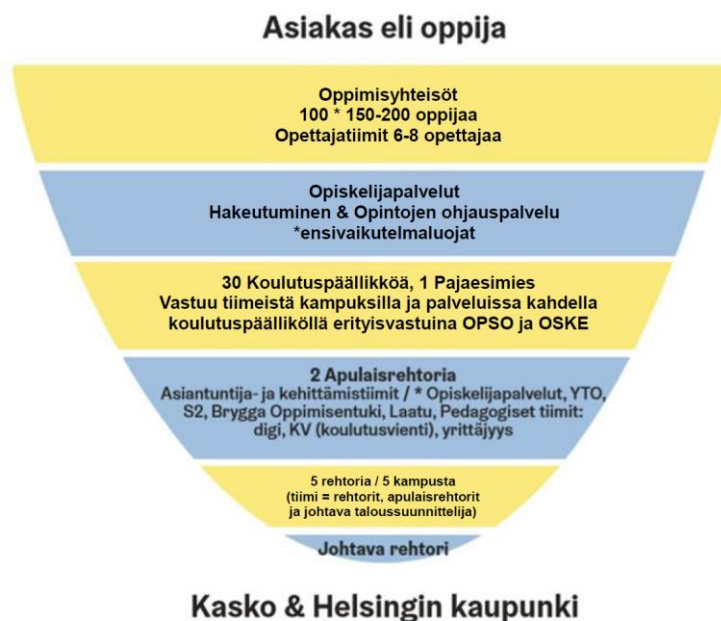 Asiakas eli oppija
Oppimisyhteisöt
100 * 150-200 oppijaa
Opettajatiimit 6-8 opettajaa
Opiskelijapalvelut
Hakeutuminen & Opintojen ohjauspalvelu
*ensivaikutelmaluojat
30 Koulutuspäällikköä, 1 Pajaesimies
Vastuu tiimeistä kampuksilla ja palveluissa kahdella
koulutuspäälliköllä erityisvastuina OPSO ja OSKE
2 Apulaisrehtoria
Asiantuntija- ja kehittämistiimit / * Opiskelijapalvelut, YTO,
S2, Brygga Oppimisentuki, Laatu, Pedagogiset tiimit:
digi, KV (koulutusvienti), yrittäjyys
5 rehtoria / 5 kampusta
(tiimi = rehtorit, apulaisrehtorit
ja johtava taloussuunnittelija)
Johtava rehtori
Kasko & Helsingin kaupunki